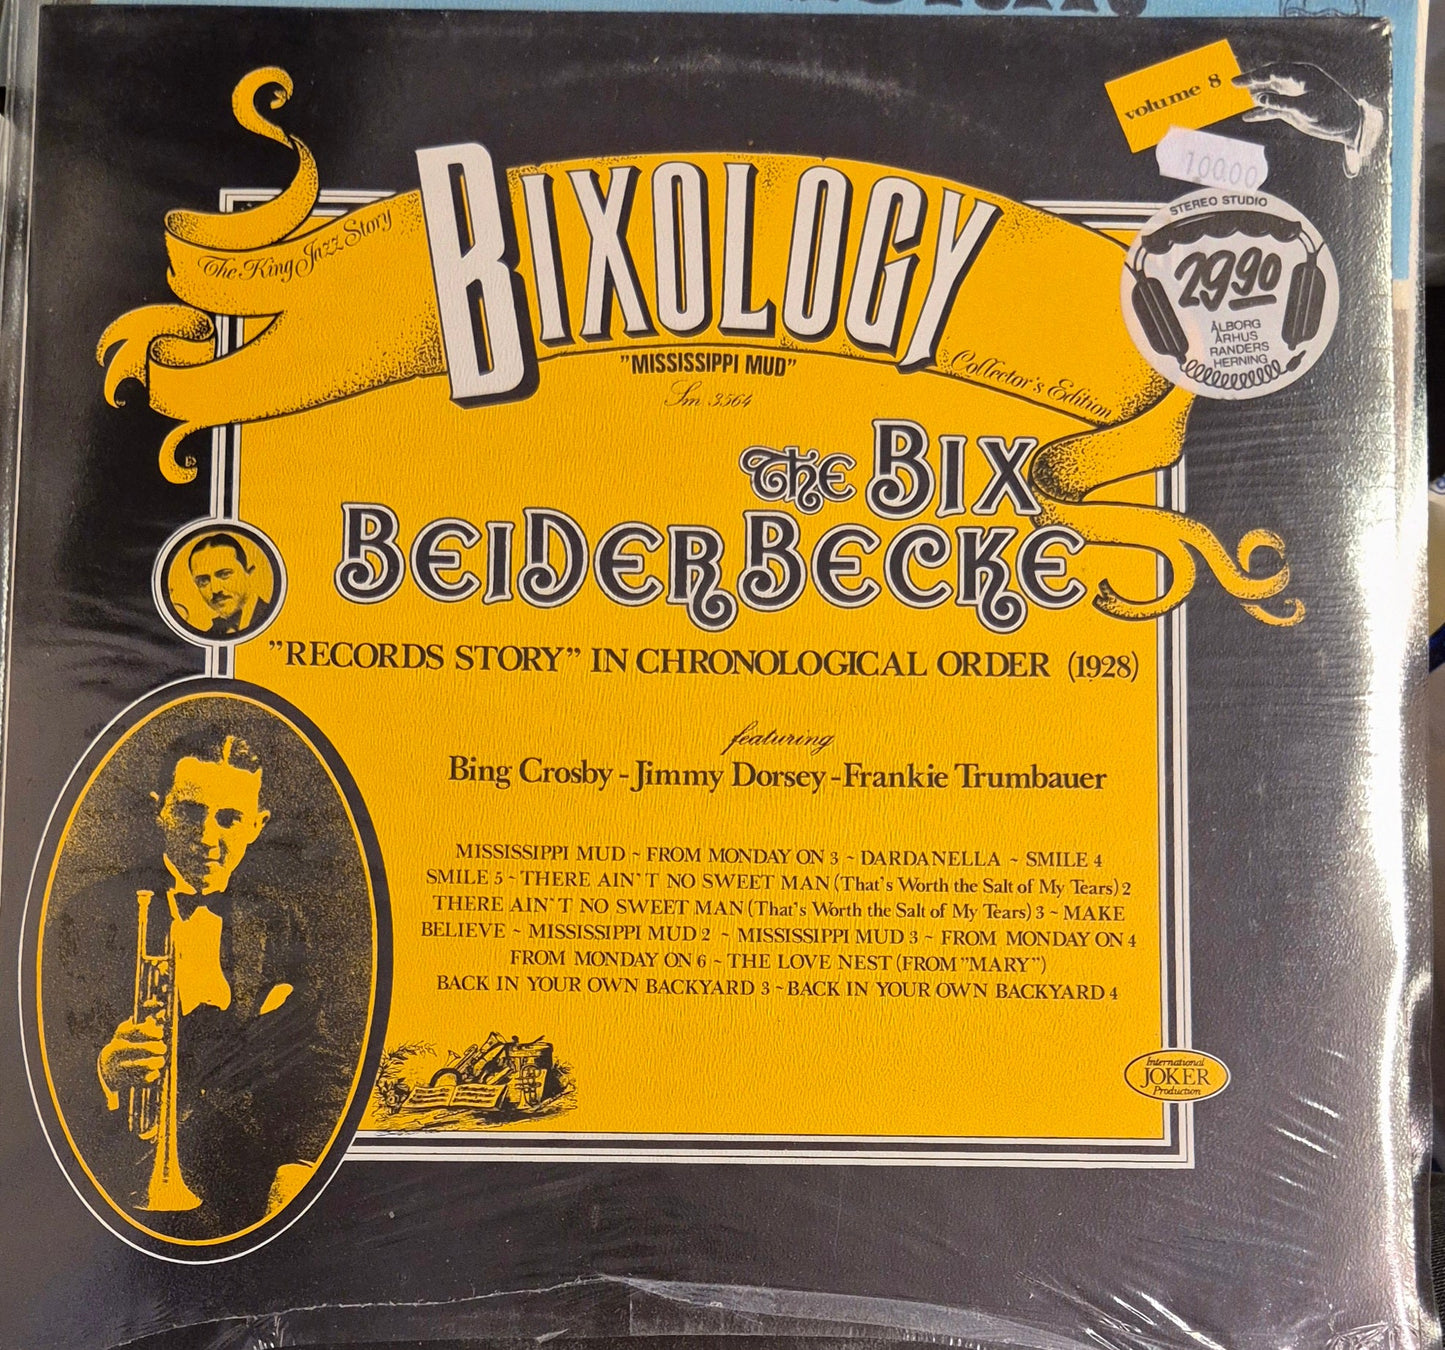 volume 8
10000
STEREO STUDIO
29.90
ÅLBORG
ÅRHUS
RANDERS
HERNING
The King Jazz Story
BIXOLOGY
"MISSISSIPPI MUD"
Sm 3564
Collector's Edition
THE BIX
BEIDERBECKE
"RECORDS STORY" IN CHRONOLOGICAL ORDER (1928)
featuring
Bing Crosby - Jimmy Dorsey - Frankie Trumbauer
MISSISSIPPI MUD ~ FROM MONDAY ON 3 ~ DARDANELLA ~ SMILE 4
SMILE 5 ~ THERE AIN'T NO SWEET MAN (That's Worth the Salt of My Tears) 2
THERE AIN'T NO SWEET MAN (That's Worth the Salt of My Tears) 3 ~ MAKE
BELIEVE ~ MISSISSIPPI MUD 2 ~ MISSISSIPPI MUD 3 ~ FROM MONDAY ON 4
FROM MONDAY ON 6 ~ THE LOVE NEST (FROM "MARY")
BACK IN YOUR OWN BACKYARD 3 ~ BACK IN YOUR OWN BACKYARD 4
International
JOKER
Production